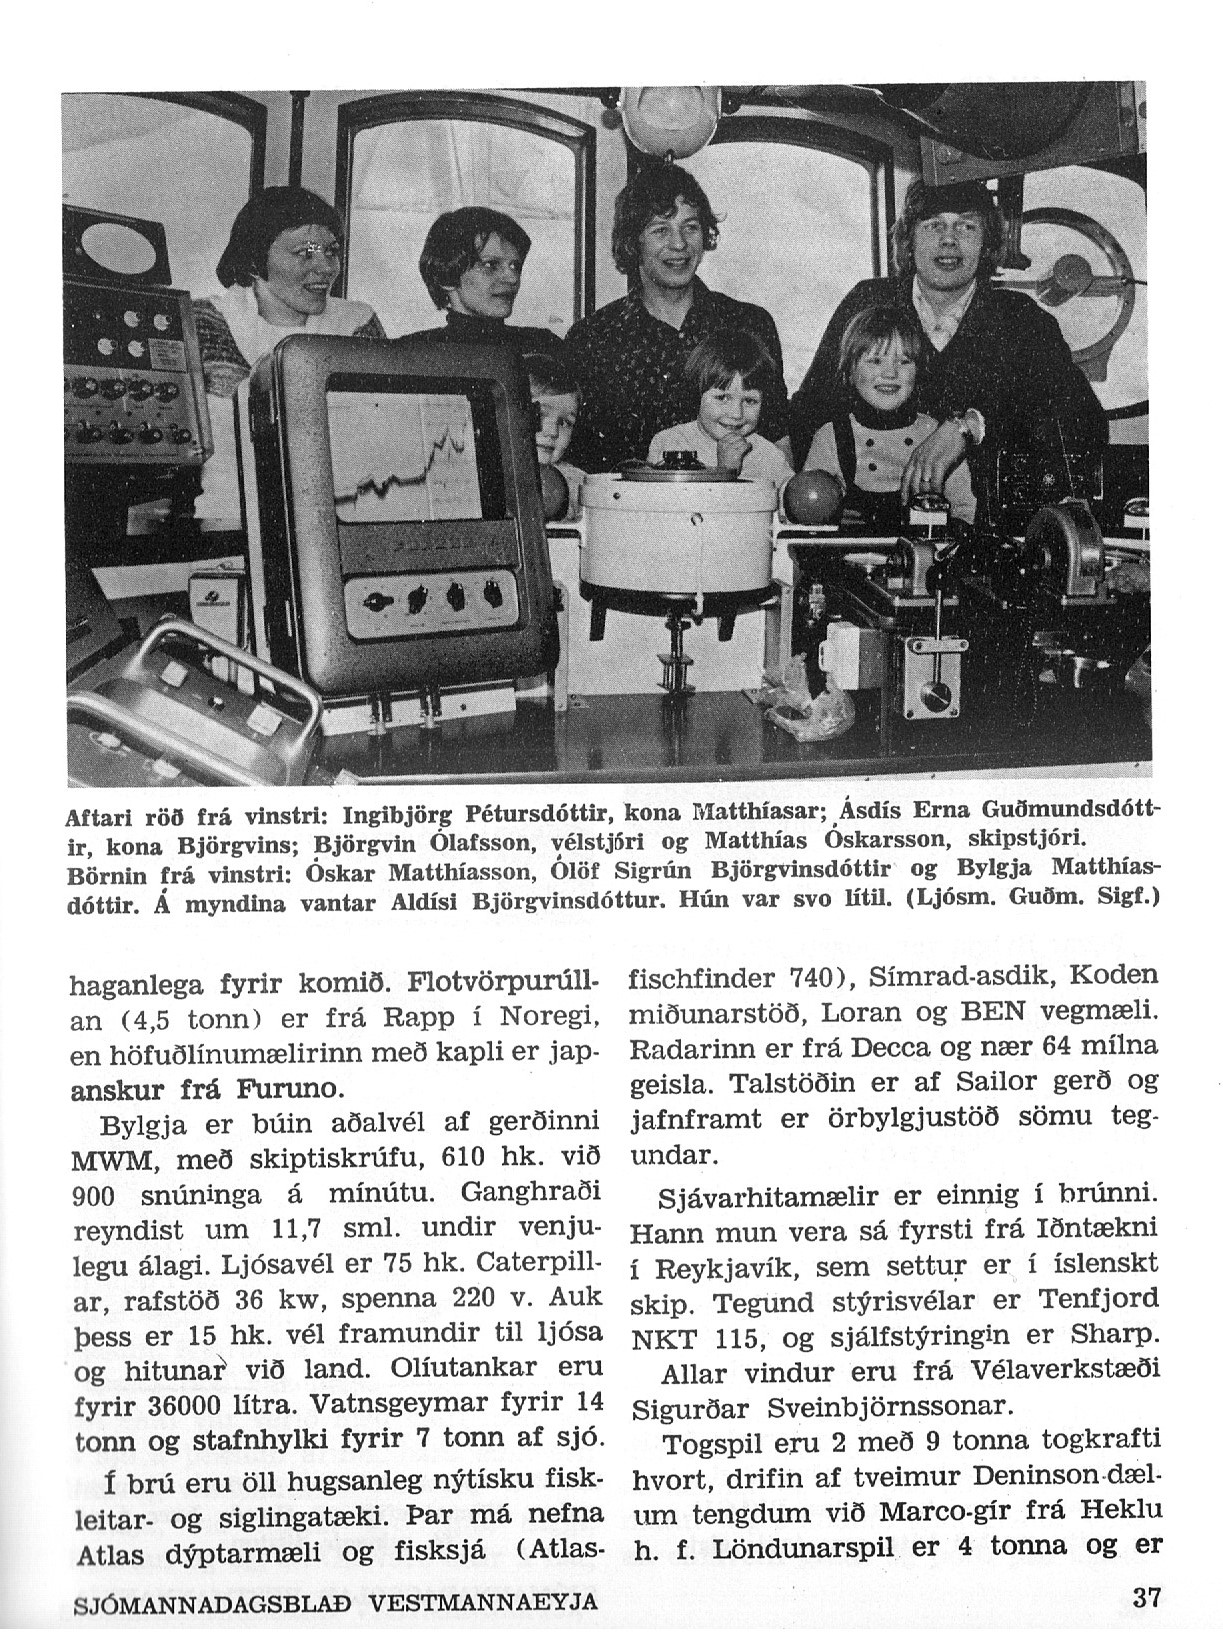 Aftari röð frá vinstri: Ingibjörg Pétursdóttir, kona Matthíasar; Ásdís Erna Guðmundsdótt-
ir, kona Björgvins; Björgvin Ólafsson, vélstjóri og Matthías Óskarsson, skipstjóri.
Börnin frá vinstri: Óskar Matthíasson, Ólöf Sigrún Björgvinsdóttir og Bylgja Matthías-
dóttir. Á myndina vantar Aldísi Björgvinsdóttur. Hún var svo lítil. (Ljósm. Guðm. Sigf.)
haganlega fyrir komið. Flotvörpurúll-
an (4,5 tonn) er frá Rapp í Noregi,
en höfuðlínumælirinn með kapli er jap-
anskur frá Furuno.
Bylgja er búin aðalvél af gerðinni
MWM, með skiptiskrúfu, 610 hk. við
900 snúninga á mínútu. Ganghraði
reyndist um 11,7 sml. undir venju-
legu álagi. Ljósavél er 75 hk. Caterpill-
ar, rafstöð 36 kw, spenna 220 v. Auk
þess er 15 hk. vél framundir til ljósa
og hitunar við land. Olíutankar eru
fyrir 36000 lítra. Vatnsgeymar fyrir 14
tonn og stafnhylki fyrir 7 tonn af sjó.
Í brú eru öll hugsanleg nýtísku fisk-
leitar- og siglingatæki. Þar má nefna
Atlas dýptarmæli og fisksjá (Atlas-
fischfinder 740), Símrad-asdik, Koden
miðunarstöð, Loran og BEN vegmæli.
Radarinn er frá Decca og nær 64 mílna
geisla. Talstöðin er af Sailor gerð og
jafnframt er örbylgjustöð sömu teg-
undar.
Sjávarhitamælir er einnig í brúnni.
Hann mun vera sá fyrsti frá Iðntækni
í Reykjavík, sem settur er í íslenskt
skip. Tegund stýrisvélar er Tenfjord
NKT 115, og sjálfstýringin er Sharp.
Allar vindur eru frá Vélaverkstæði
Sigurðar Sveinbjörnssonar.
Togspil eru 2 með 9 tonna togkrafti
hvort, drifin af tveimur Deninson-dæl-
um tengdum við Marco-gír frá Heklu
h. f. Löndunarspil er 4 tonna og er
SJÓMANNADAGSBLAÐ VESTMANNAEYJA
37